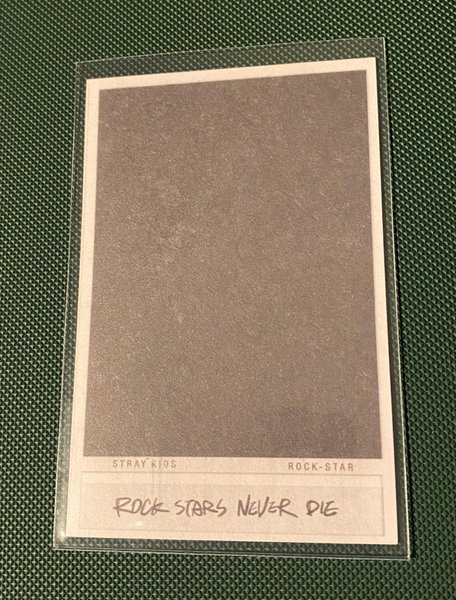 STRAY KIDS ROCK-STAR
ROCK STARS NEVER DIE